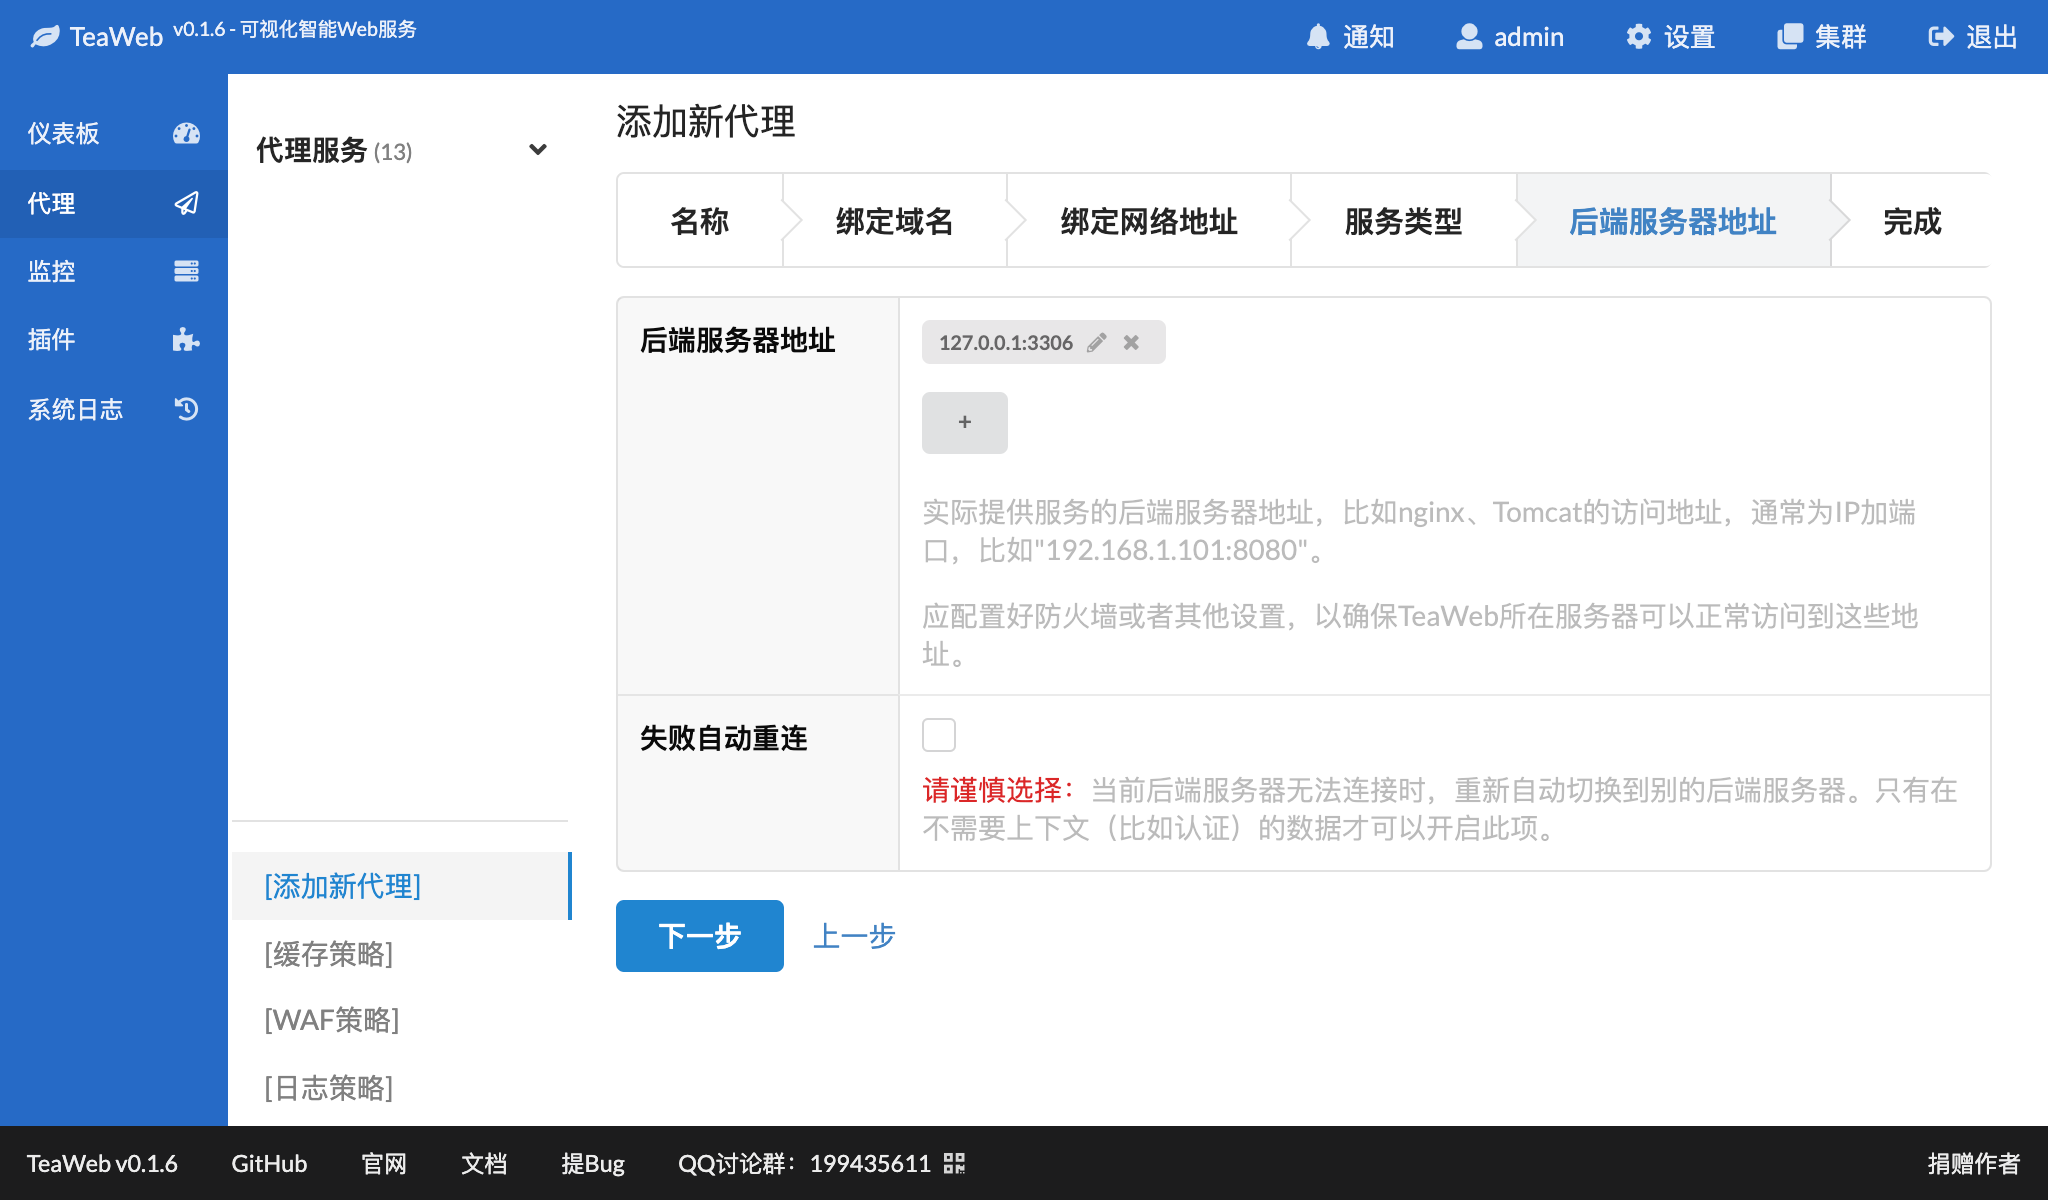 TeaWeb v0.1.6 - 可视化智能Web服务
通知
admin
设置
集群
退出
仪表板
代理
监控
插件
系统日志
代理服务 (13)
[添加新代理]
[缓存策略]
[WAF策略]
[日志策略]
添加新代理
名称
绑定域名
绑定网络地址
服务类型
后端服务器地址
完成
后端服务器地址
127.0.0.1:3306
+
实际提供服务的后端服务器地址，比如nginx、Tomcat的访问地址，通常为IP加端
口，比如"192.168.1.101:8080"。
应配置好防火墙或者其他设置，以确保TeaWeb所在服务器可以正常访问到这些地
址。
失败自动重连
请谨慎选择：当前后端服务器无法连接时，重新自动切换到别的后端服务器。只有在
不需要上下文（比如认证）的数据才可以开启此项。
下一步
上一步
TeaWeb v0.1.6
GitHub
官网
文档
提Bug
QQ讨论群：199435611
捐赠作者